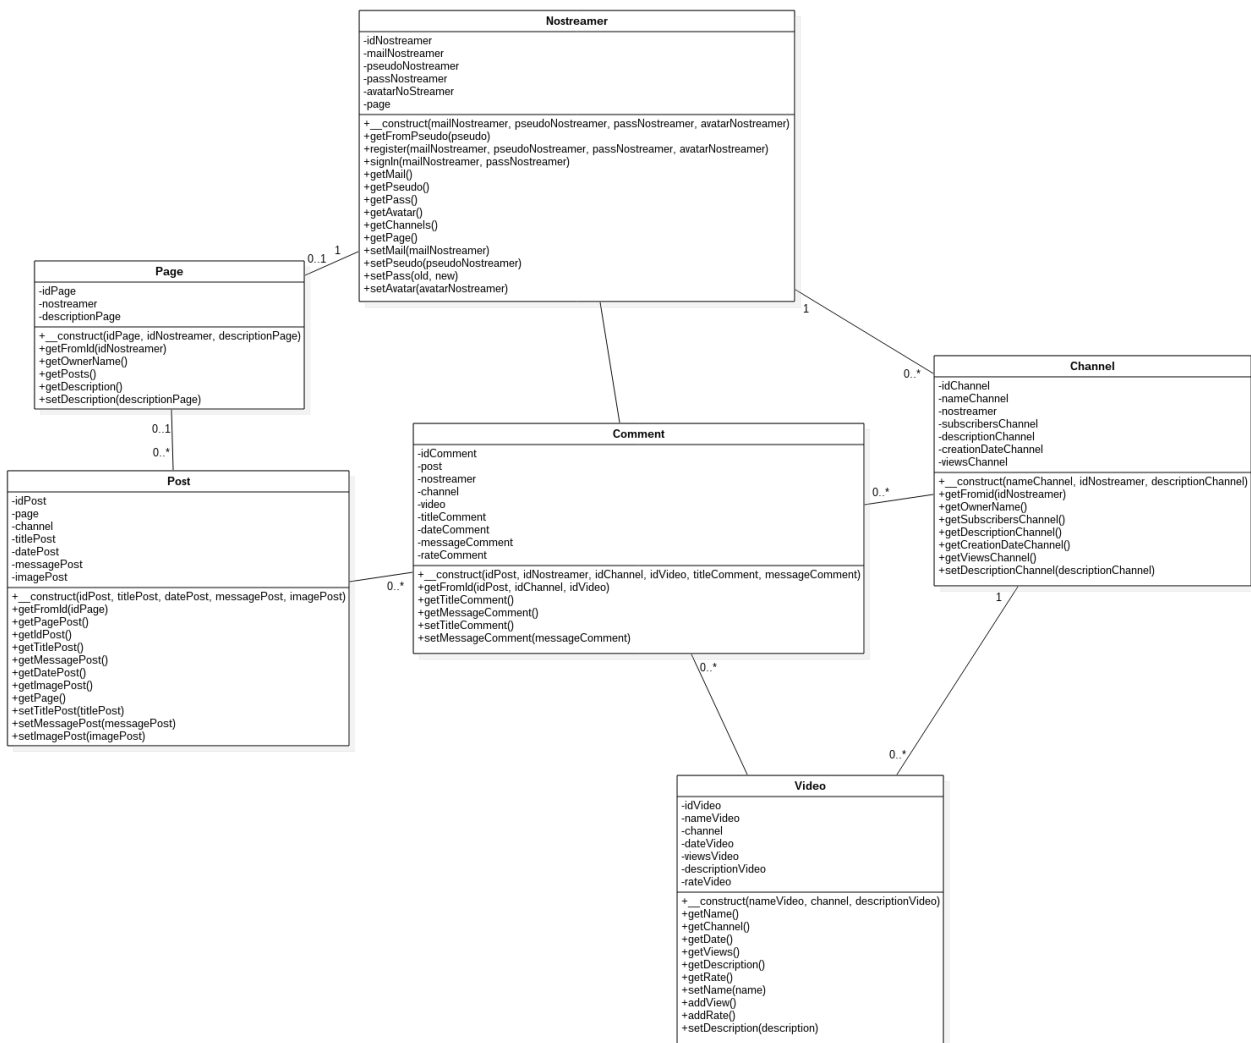 Nostreamer
-idNostreamer
-mailNostreamer
-pseudoNostreamer
-passNostreamer
-avatarNoStreamer
-page
+__construct(mailNostreamer, pseudoNostreamer, passNostreamer, avatarNostreamer)
+getFromPseudo(pseudo)
+register(mailNostreamer, pseudoNostreamer, passNostreamer, avatarNostreamer)
+signIn(mailNostreamer, passNostreamer)
+getMail()
+getPseudo()
+getPass()
+getAvatar()
+getChannels()
+getPage()
+setMail(mailNostreamer)
+setPseudo(pseudoNostreamer)
+setPass(old, new)
+setAvatar(avatarNostreamer)
1
0..1
1
0..*
Page
-idPage
-nostreamer
-descriptionPage
+__construct(idPage, idNostreamer, descriptionPage)
+getFromId(idNostreamer)
+getOwnerName()
+getPosts()
+getDescription()
+setDescription(descriptionPage)
0..1
0..*
Channel
-idChannel
-nameChannel
-nostreamer
-subscribersChannel
-descriptionChannel
-creationDateChannel
-viewsChannel
+__construct(nameChannel, idNostreamer, descriptionChannel)
+getFromid(idNostreamer)
+getOwnerName()
+getSubscribersChannel()
+getDescriptionChannel()
+getCreationDateChannel()
+getViewsChannel()
+setDescriptionChannel(descriptionChannel)
Comment
-idComment
-post
-nostreamer
-channel
-video
-titleComment
-dateComment
-messageComment
-rateComment
+__construct(idPost, idNostreamer, idChannel, idVideo, titleComment, messageComment)
+getFromId(idPost, idChannel, idVideo)
+getTitleComment()
+getMessageComment()
+setTitleComment()
+setMessageComment(messageComment)
0..*
0..*
0..*
Post
-idPost
-page
-channel
-titlePost
-datePost
-messagePost
-imagePost
+__construct(idPost, titlePost, datePost, messagePost, imagePost)
+getFromId(idPage)
+getPagePost()
+getIdPost()
+getTitlePost()
+getMessagePost()
+getDatePost()
+getImagePost()
+getPage()
+setTitlePost(titlePost)
+setMessagePost(messagePost)
+setImagePost(imagePost)
1
0..*
Video
-idVideo
-nameVideo
-channel
-dateVideo
-viewsVideo
-descriptionVideo
-rateVideo
+__construct(nameVideo, channel, descriptionVideo)
+getName()
+getChannel()
+getDate()
+getViews()
+getDescription()
+getRate()
+setName(name)
+addView()
+addRate()
+setDescription(description)